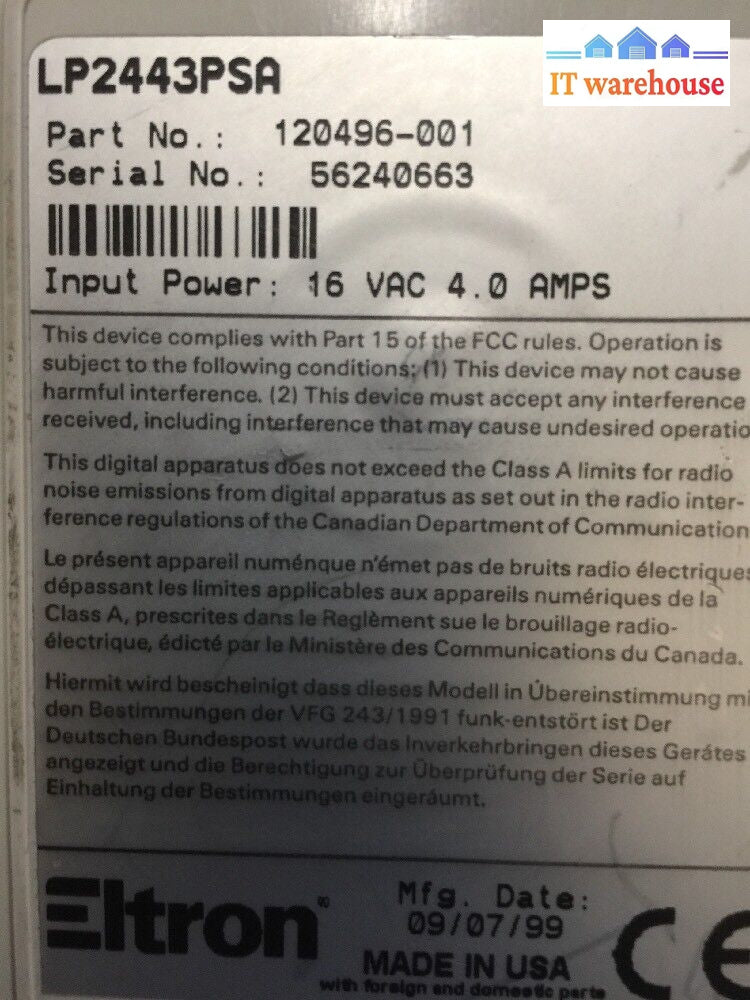 IT warehouse
LP2443PSA
Part No.: 120496-001
Serial No.: 56240663
Input Power: 16 VAC 4.0 AMPS
This device complies with Part 15 of the FCC rules. Operation is
subject to the following conditions: (1) This device may not cause
harmful interference. (2) This device must accept any interference
received, including interference that may cause undesired operatio
This digital apparatus does not exceed the Class A limits for radio
noise emissions from digital apparatus as set out in the radio inter-
ference regulations of the Canadian Department of Communication
Le présent appareil numénque n'émet pas de bruits radio électriques
dépassant les limites applicables aux appareils numériques de la
Class A, prescrites dans le Reglèment sue le brouillage radio-
électrique, édicté par le Ministère des Communications du Canada.
Hiermit wird bescheinigt dass dieses Modell in Übereinstimmung mi
den Bestimmungen der VFG 243/1991 funk-entstört ist Der
Deutschen Bundespost wurde das Inverkehrbringen dieses Gerätes
angezeigt und die Berechtigung zur Überprüfung der Serie auf
Einhaltung der Bestimmungen eingeräumt.
Eltron®
Mfg. Date:
09/07/99
MADE IN USA
with foreign and domestic parts
CE